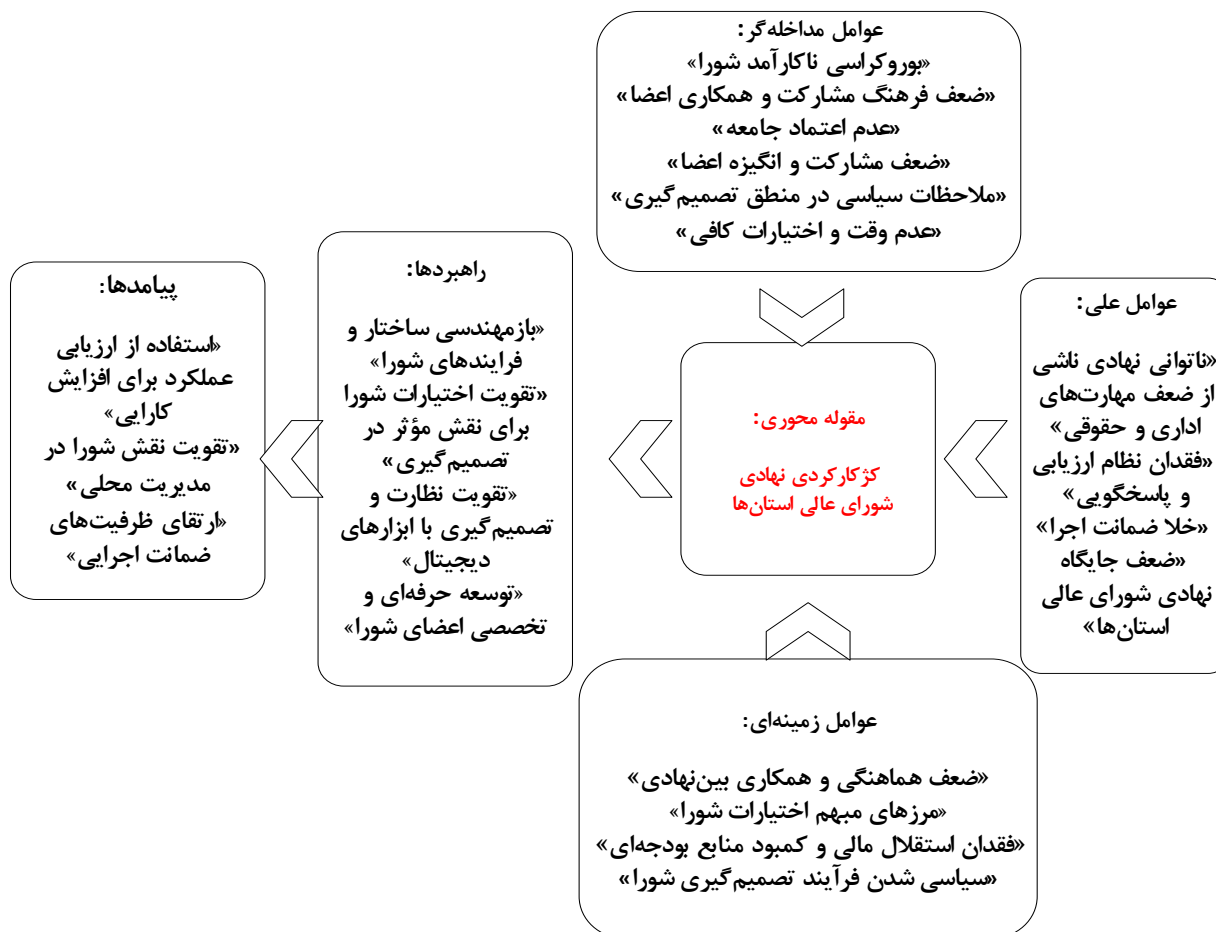 عوامل مداخله‌گر:
«بوروکراسی ناکارآمد شورا»
«ضعف فرهنگ مشارکت و همکاری اعضا»
«عدم اعتماد جامعه»
«ضعف مشارکت و انگیزه اعضا»
«ملاحظات سیاسی در منطق تصمیم‌گیری»
«عدم وقت و اختیارات کافی»
عوامل علی:
«ناتوانی نهادی ناشی
از ضعف مهارت‌های
اداری و حقوقی»
«فقدان نظام ارزیابی
و پاسخگویی»
«خلا ضمانت اجرا»
«ضعف جایگاه
نهادی شورای عالی
استان‌ها»
مقوله محوری:
کژکارکردی نهادی
شورای عالی استان‌ها
راهبردها:
«بازمهندسی ساختار و
فرایندهای شورا»
«تقویت اختیارات شورا
برای نقش مؤثر در
تصمیم‌گیری»
«تقویت نظارت و
تصمیم‌گیری با ابزارهای
دیجیتال»
«توسعه حرفه‌ای و
تخصصی اعضای شورا»
پیامدها:
«استفاده از ارزیابی
عملکرد برای افزایش
کارایی»
«تقویت نقش شورا در
مدیریت محلی»
«ارتقای ظرفیت‌های
ضمانت اجرایی»
عوامل زمینه‌ای:
«ضعف هماهنگی و همکاری بین‌نهادی»
«مرزهای مبهم اختیارات شورا»
«فقدان استقلال مالی و کمبود منابع بودجه‌ای»
«سیاسی شدن فرآیند تصمیم‌گیری شورا»